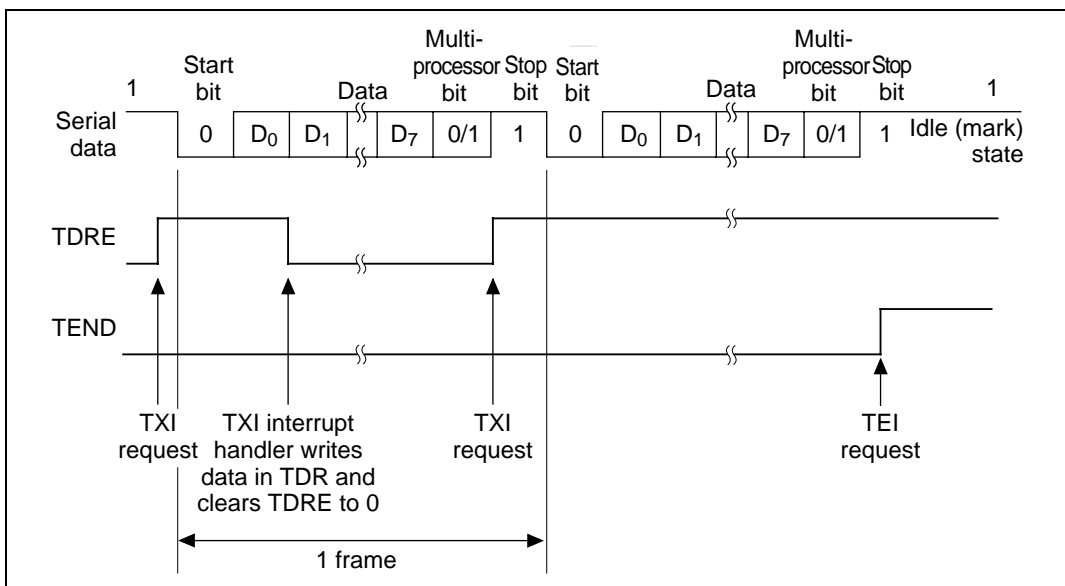 Multi-
processor
bit
Multi-
processor
bit
Start
bit
Stop
bit
Start
bit
Stop
bit
1
Data
Data
1
Serial
data
0 D0 D1 D7 0/1 1 0 D0 D1 D7 0/1 1
Idle (mark)
state
TDRE
TEND
TXI
request
TXI interrupt
handler writes
data in TDR and
clears TDRE to 0
TXI
request
TEI
request
1 frame